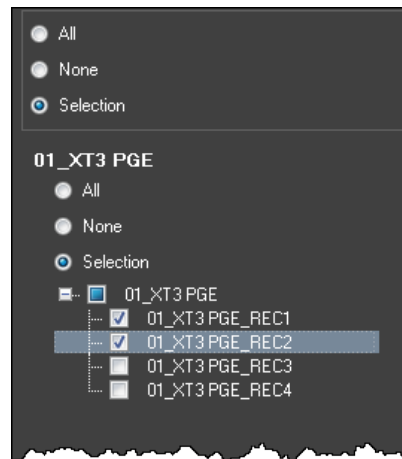 All
None
Selection
01_XT3 PGE
All
None
Selection
01_XT3 PGE
01_XT3 PGE_REC1
01_XT3 PGE_REC2
01_XT3 PGE_REC3
01_XT3 PGE_REC4